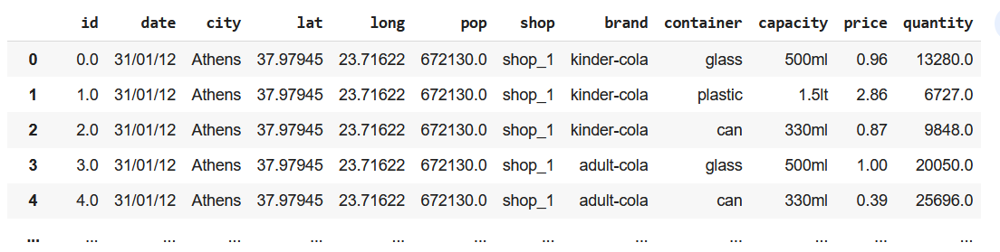 id date city lat long pop shop brand container capacity price quantity
0 0.0 31/01/12 Athens 37.97945 23.71622 672130.0 shop_1 kinder-cola glass 500ml 0.96 13280.0
1 1.0 31/01/12 Athens 37.97945 23.71622 672130.0 shop_1 kinder-cola plastic 1.5lt 2.86 6727.0
2 2.0 31/01/12 Athens 37.97945 23.71622 672130.0 shop_1 kinder-cola can 330ml 0.87 9848.0
3 3.0 31/01/12 Athens 37.97945 23.71622 672130.0 shop_1 adult-cola glass 500ml 1.00 20050.0
4 4.0 31/01/12 Athens 37.97945 23.71622 672130.0 shop_1 adult-cola can 330ml 0.39 25696.0
... ... ... ... ... ... ... ... ... ... ... ... ...